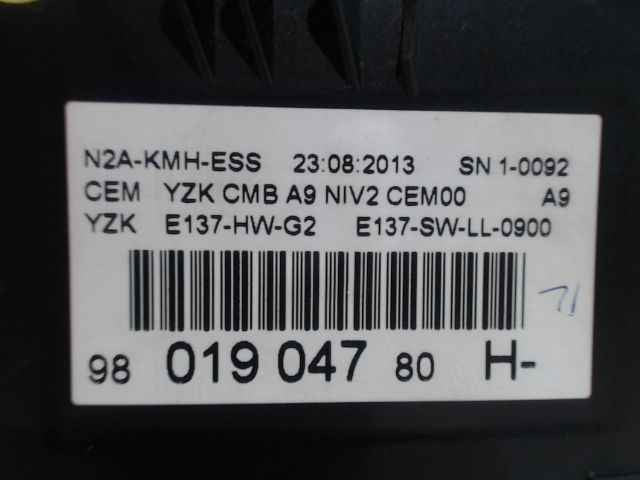 N2A-KMH-ESS 23:08:2013 SN 1-0092
CEM YZK CMB A9 NIV2 CEM00 A9
YZK E137-HW-G2 E137-SW-LL-0900
98 019 047 80 H-